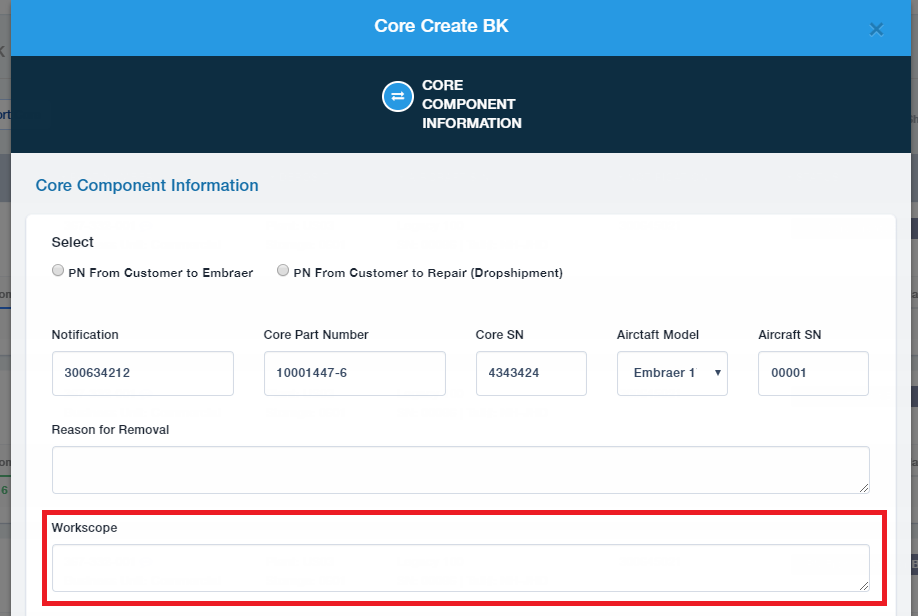 Core Create BK
×
CORE
COMPONENT
INFORMATION
Core Component Information
Select
PN From Customer to Embraer PN From Customer to Repair (Dropshipment)
Notification Core Part Number Core SN Airctaft Model Aircraft SN
300634212 10001447-6 4343424 Embraer 1 00001
Reason for Removal
Workscope